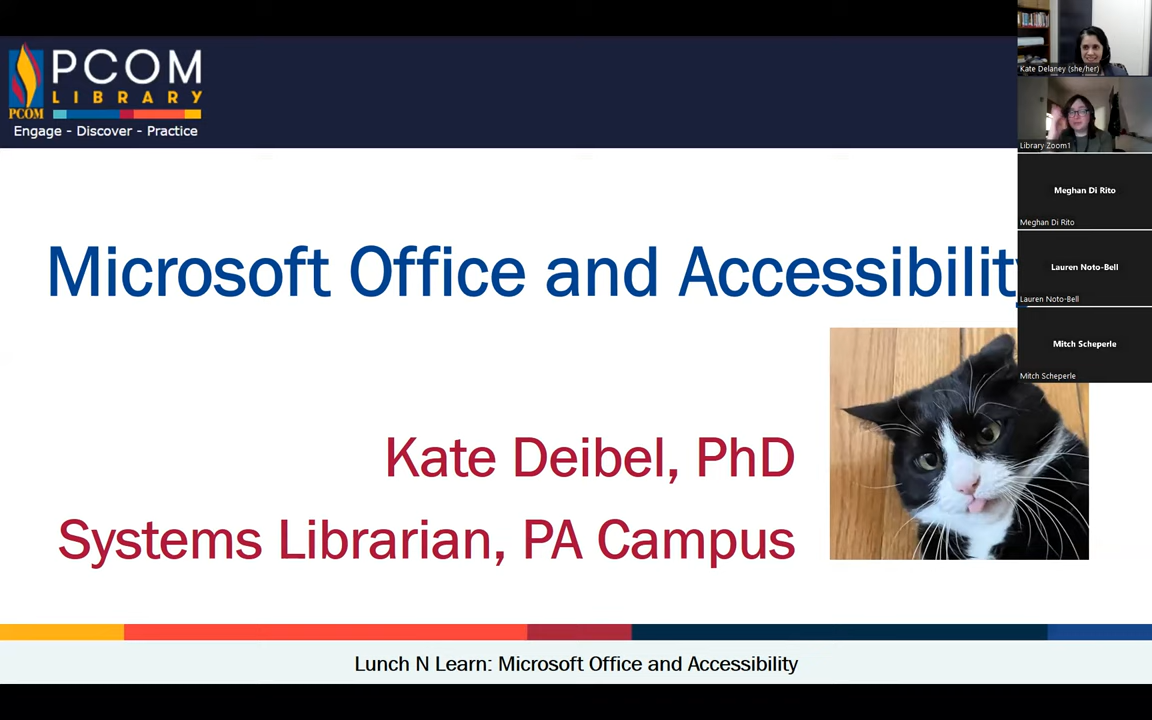 PCOM
LIBRARY
PCOM
Engage - Discover - Practice
Microsoft Office and Accessibility
Kate Deibel, PhD
Systems Librarian, PA Campus
Lunch N Learn: Microsoft Office and Accessibility
Kate Delaney (she/her)
Library Zoom1
Meghan Di Rito
Meghan Di Rito
Lauren Noto-Bell
Lauren Noto-Bell
Mitch Scheperle
Mitch Scheperle